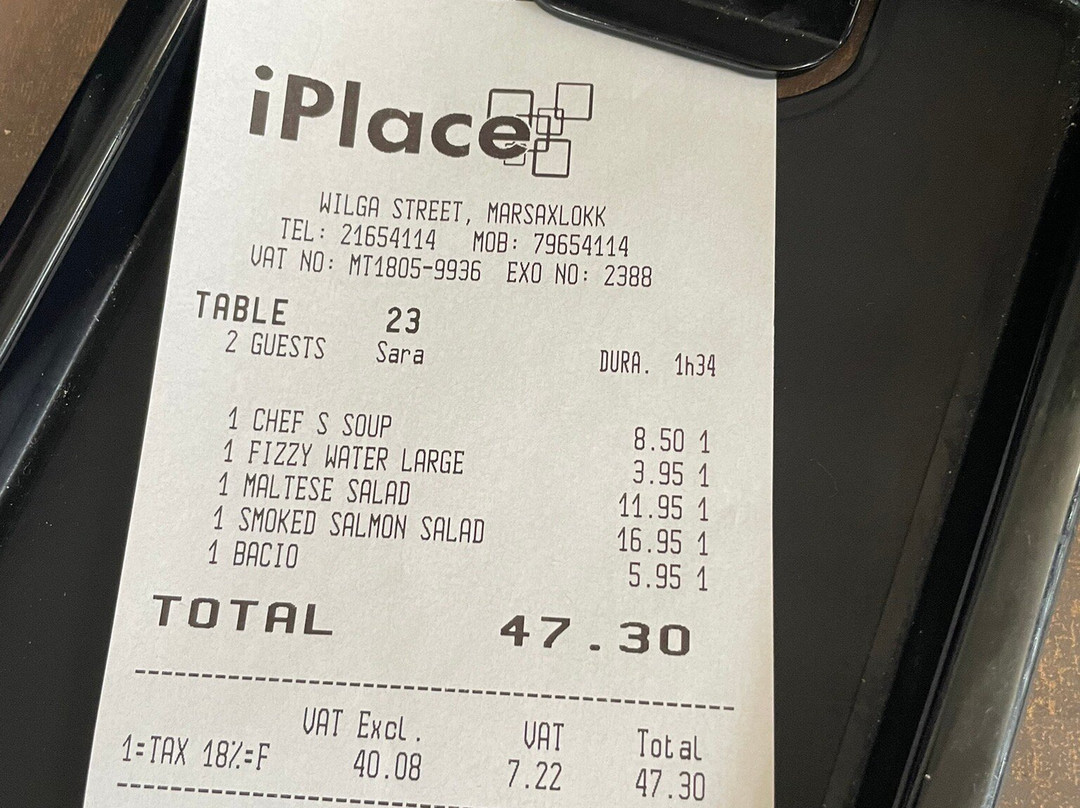 iPlace
WILGA STREET, MARSAXLOKK
TEL: 21654114 MOB: 79654114
VAT NO: MT1805-9936 EXO NO: 2388
TABLE 23
2 GUESTS Sara DURA. 1h34
1 CHEF S SOUP 8.50 1
1 FIZZY WATER LARGE 3.95 1
1 MALTESE SALAD 11.95 1
1 SMOKED SALMON SALAD 16.95 1
1 BACIO 5.95 1
TOTAL 47.30
VAT Excl. VAT Total
1=TAX 18%=F 40.08 7.22 47.30